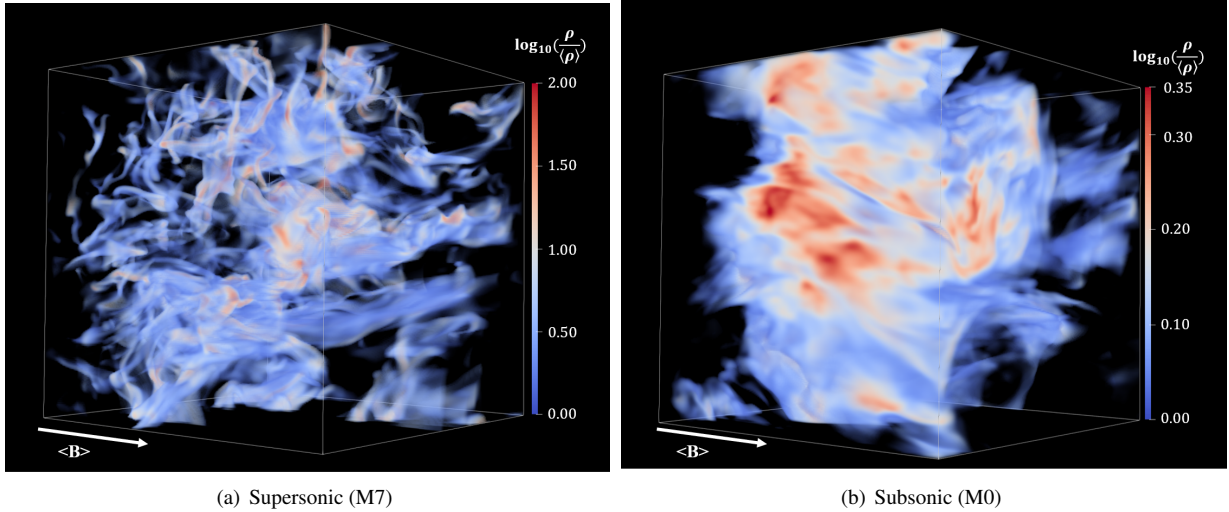 log₁₀(ρ/⟨ρ⟩)
2.00
1.50
1.00
0.50
0.00
<B>
(a) Supersonic (M7)
log₁₀(ρ/⟨ρ⟩)
0.35
0.30
0.20
0.10
0.00
<B>
(b) Subsonic (M0)